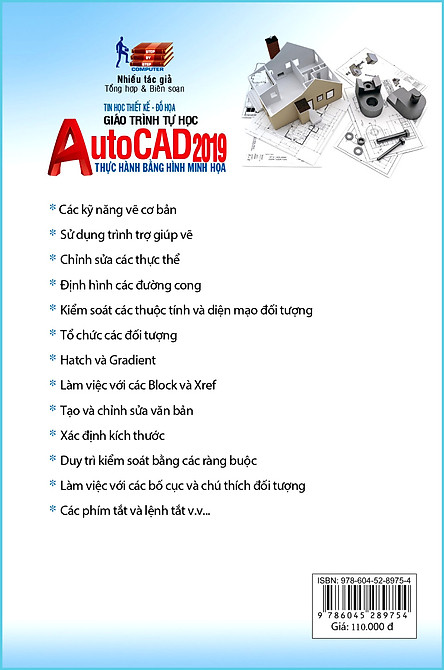 STEP
BY
STEP
COMPUTER
Nhiều tác giả
Tổng hợp & Biên soạn
TIN HỌC THIẾT KẾ - ĐỒ HỌA
GIÁO TRÌNH TỰ HỌC
AutoCAD 2019
THỰC HÀNH BẰNG HÌNH MINH HỌA
* Các kỹ năng vẽ cơ bản
* Sử dụng trình trợ giúp vẽ
* Chỉnh sửa các thực thể
* Định hình các đường cong
* Kiểm soát các thuộc tính và diện mạo đối tượng
* Tổ chức các đối tượng
* Hatch và Gradient
* Làm việc với các Block và Xref
* Tạo và chỉnh sửa văn bản
* Xác định kích thước
* Duy trì kiểm soát bằng các ràng buộc
* Làm việc với các bố cục và chú thích đối tượng
* Các phím tắt và lệnh tắt v.v...
ISBN: 978-604-52-8975-4
9 786045 289754
Giá: 110.000 đ